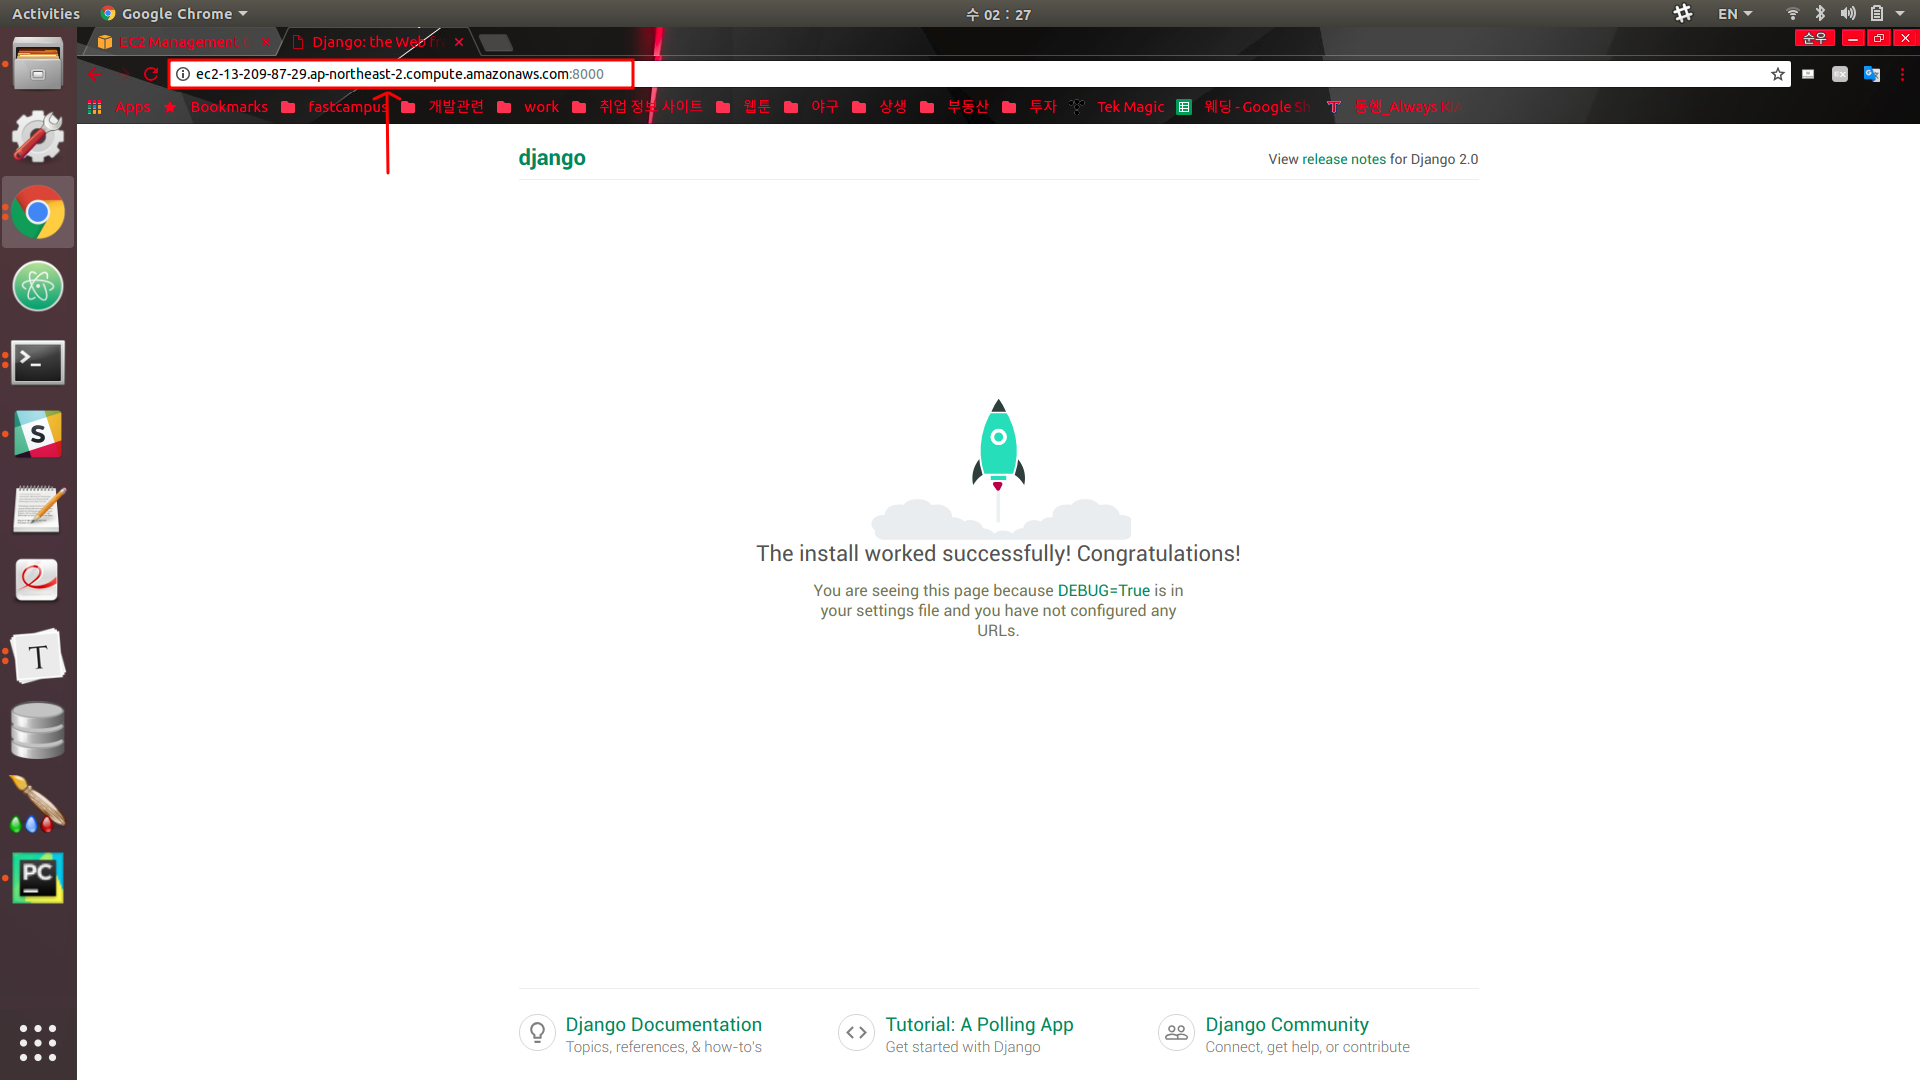 Activities Google Chrome 수 02 : 27 EN
EC2 Management Django: the Web fr 순우
ec2-13-209-87-29.ap-northeast-2.compute.amazonaws.com:8000
Apps Bookmarks fastcampus 개발관련 work 취업 정보 사이트 웹툰 야구 상생 부동산 투자 Tek Magic 웨딩 - Google Sh 통행_Always
django View release notes for Django 2.0
The install worked successfully! Congratulations!
You are seeing this page because DEBUG=True is in
your settings file and you have not configured any
URLs.
Django Documentation Tutorial: A Polling App Django Community
Topics, references, & how-to's Get started with Django Connect, get help, or contribute
S
T
PC